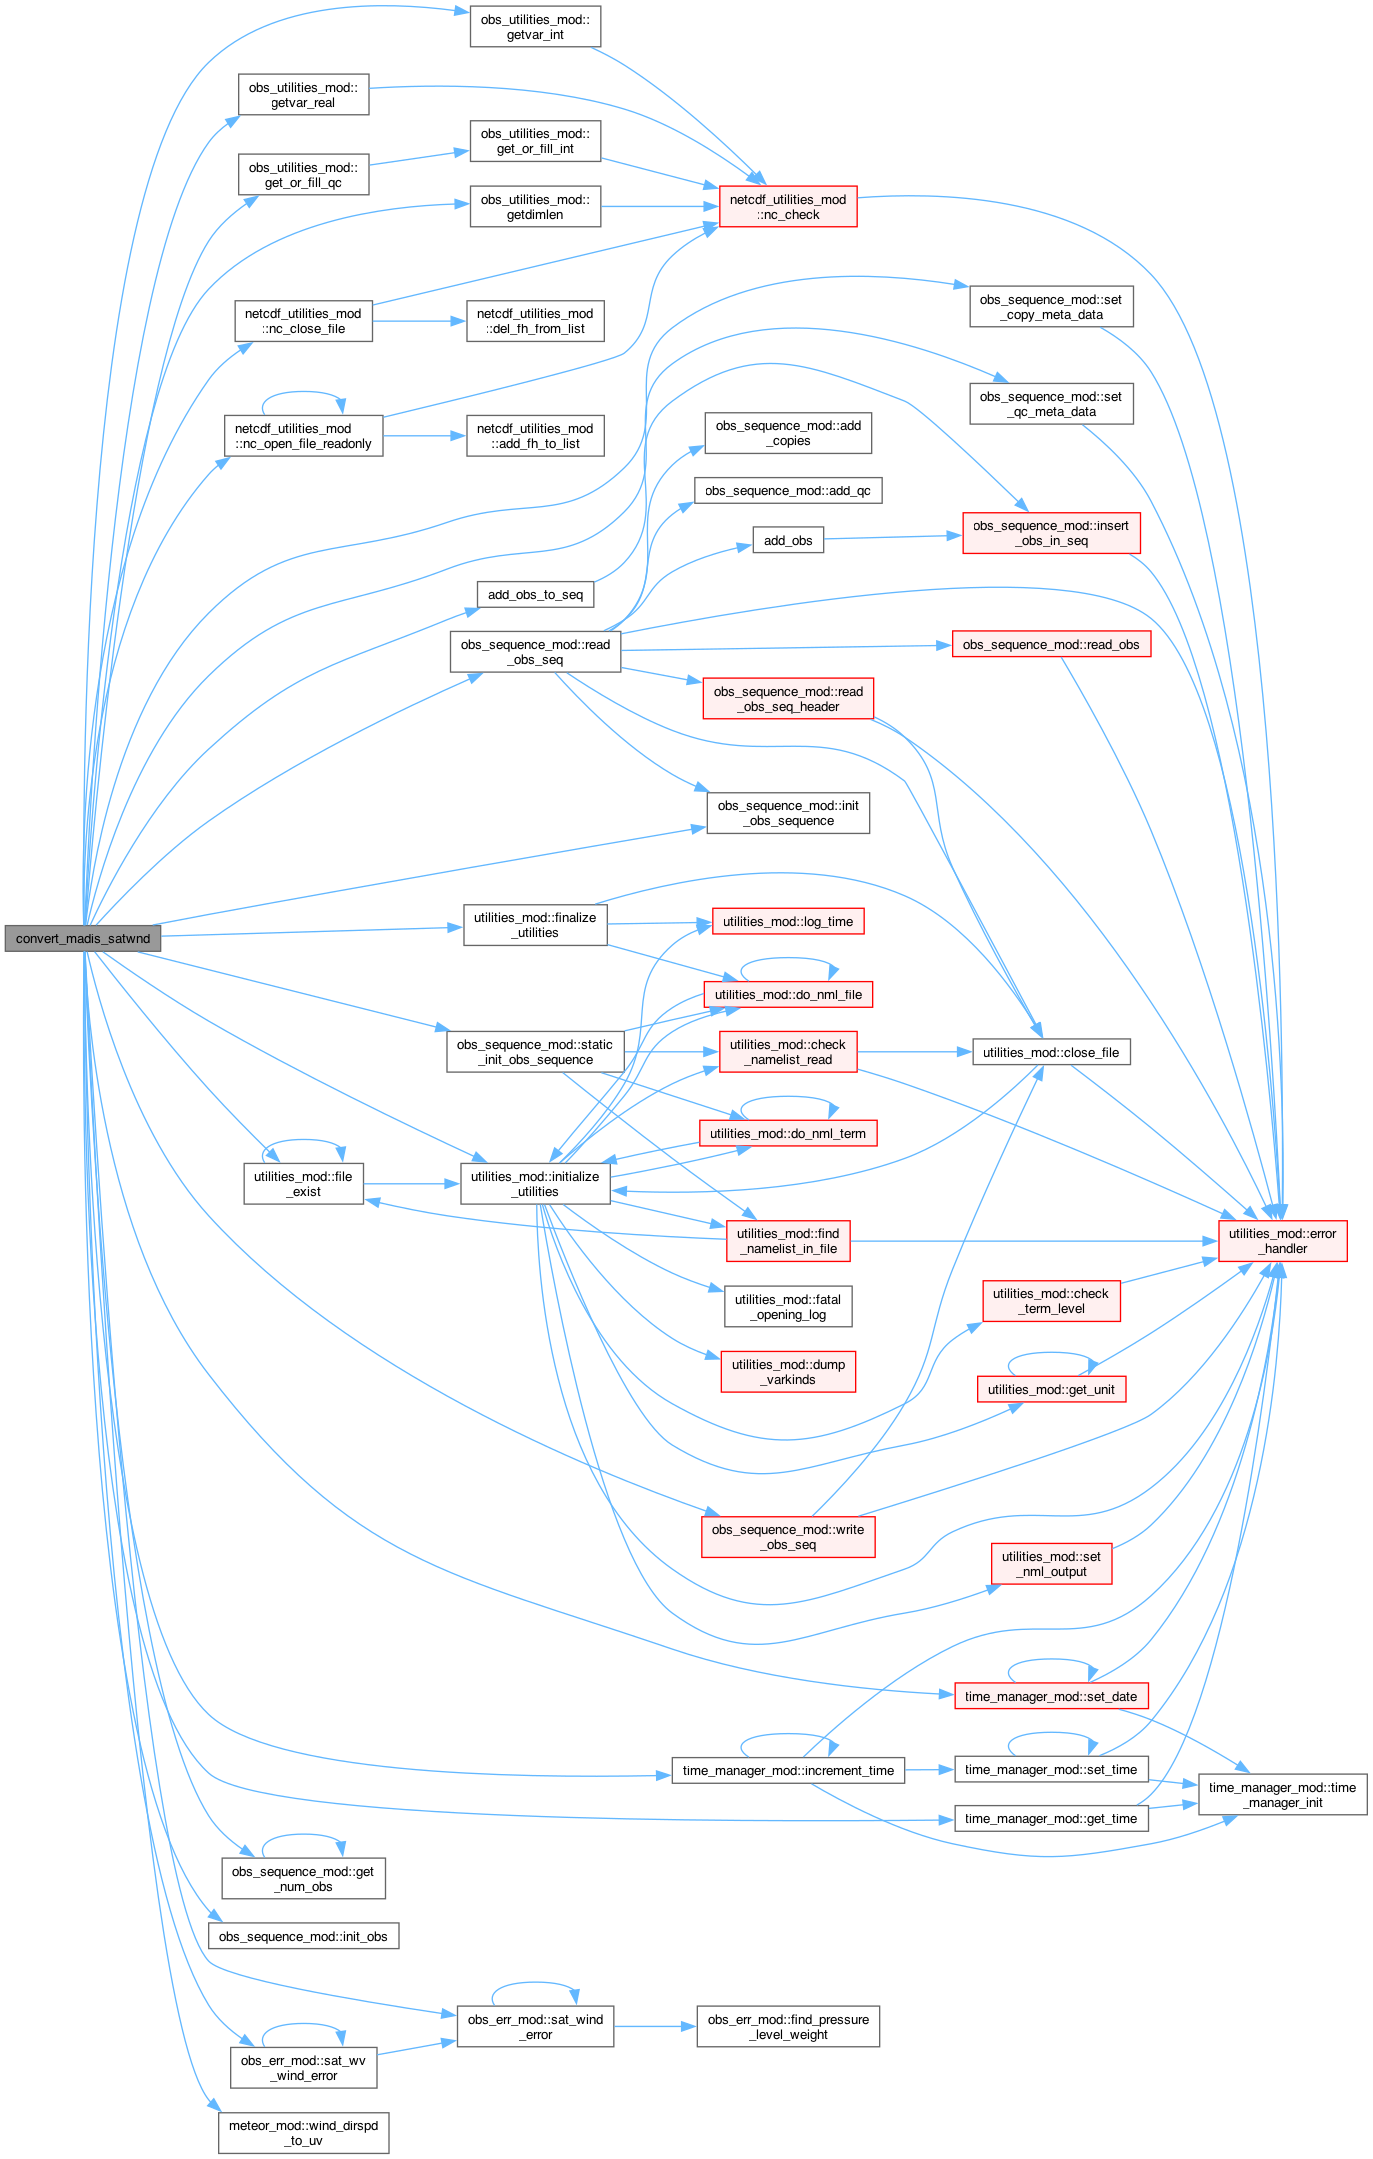 obs_utilities_mod::
getvar_int
obs_utilities_mod::
getvar_real
obs_utilities_mod::
get_or_fill_int
obs_utilities_mod::
get_or_fill_qc
obs_utilities_mod::
getdimlen
netcdf_utilities_mod
::nc_check
netcdf_utilities_mod
::nc_close_file
netcdf_utilities_mod
::del_fh_from_list
obs_sequence_mod::set
_copy_meta_data
obs_sequence_mod::set
_qc_meta_data
netcdf_utilities_mod
::nc_open_file_readonly
netcdf_utilities_mod
::add_fh_to_list
obs_sequence_mod::add
_copies
obs_sequence_mod::add_qc
add_obs
obs_sequence_mod::insert
_obs_in_seq
add_obs_to_seq
obs_sequence_mod::read
_obs_seq
obs_sequence_mod::read_obs
obs_sequence_mod::read
_obs_seq_header
obs_sequence_mod::init
_obs_sequence
utilities_mod::finalize
_utilities
utilities_mod::log_time
convert_madis_satwnd
utilities_mod::do_nml_file
obs_sequence_mod::static
_init_obs_sequence
utilities_mod::check
_namelist_read
utilities_mod::close_file
utilities_mod::do_nml_term
utilities_mod::file
_exist
utilities_mod::initialize
_utilities
utilities_mod::find
_namelist_in_file
utilities_mod::error
_handler
utilities_mod::fatal
_opening_log
utilities_mod::check
_term_level
utilities_mod::dump
_varkinds
utilities_mod::get_unit
obs_sequence_mod::write
_obs_seq
utilities_mod::set
_nml_output
time_manager_mod::set_date
time_manager_mod::increment_time
time_manager_mod::set_time
time_manager_mod::time
_manager_init
time_manager_mod::get_time
obs_sequence_mod::get
_num_obs
obs_sequence_mod::init_obs
obs_err_mod::sat_wind
_error
obs_err_mod::find_pressure
_level_weight
obs_err_mod::sat_wv
_wind_error
meteor_mod::wind_dirspd
_to_uv